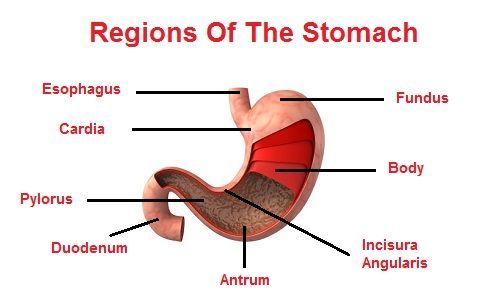 Regions Of The Stomach
Esophagus
Fundus
Cardia
Body
Pylorus
Duodenum
Incisura
Angularis
Antrum